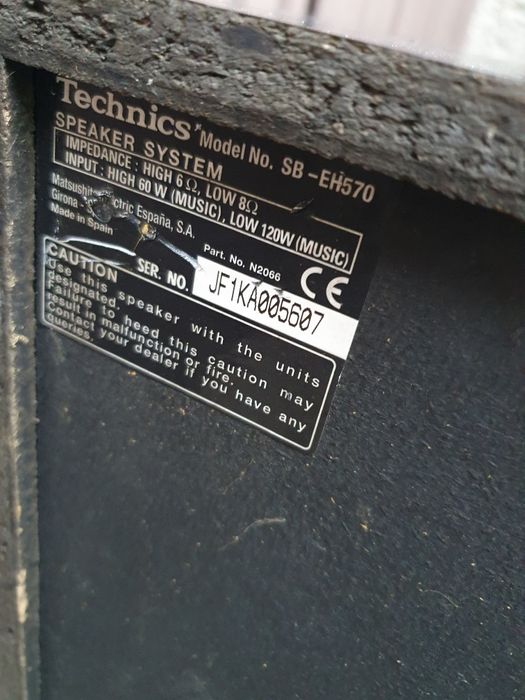 Technics
Model No. SB-EH570
SPEAKER SYSTEM
IMPEDANCE : HIGH 6Ω, LOW 8Ω
INPUT : HIGH 60 W (MUSIC), LOW 120W (MUSIC)
Electric España, S.A.
Girona -
Made in Spain
Part. No. N2066
CE
SER. NO. JF1KA005607
CAUTION
Use this speaker with the units
designated.
Failure to heed this caution may
result in malfunction or fire.
Contact your dealer if you have any
queries.